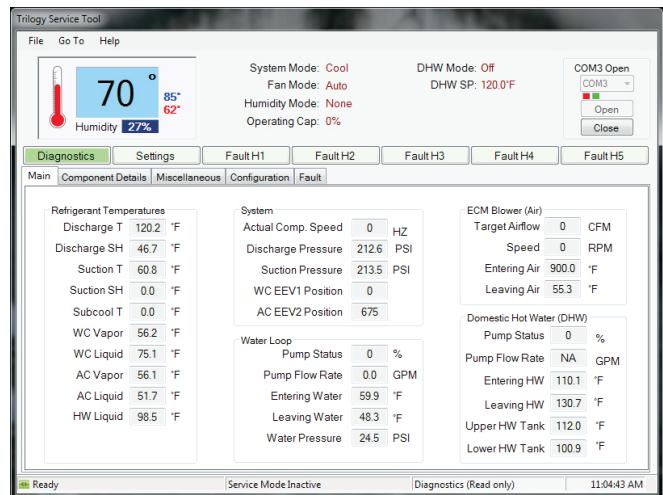 Trilogy Service Tool
File Go To Help
70 °
85°
62°
Humidity 27%
System Mode: Cool
Fan Mode: Auto
Humidity Mode: None
Operating Cap: 0%
DHW Mode: Off
DHW SP: 120.0°F
COM3 Open
COM3
Open
Close
Diagnostics Settings Fault H1 Fault H2 Fault H3 Fault H4 Fault H5
Main Component Details Miscellaneous Configuration Fault
Refrigerant Temperatures
Discharge T 120.2 °F
Discharge SH 46.7 °F
Suction T 60.8 °F
Suction SH 0.0 °F
Subcool T 0.0 °F
WC Vapor 56.2 °F
WC Liquid 75.1 °F
AC Vapor 56.1 °F
AC Liquid 51.7 °F
HW Liquid 98.5 °F
System
Actual Comp. Speed 0 HZ
Discharge Pressure 212.6 PSI
Suction Pressure 213.5 PSI
WC EEV1 Position 0
AC EEV2 Position 675
Water Loop
Pump Status 0 %
Pump Flow Rate 0.0 GPM
Entering Water 59.9 °F
Leaving Water 48.3 °F
Water Pressure 24.5 PSI
ECM Blower (Air)
Target Airflow 0 CFM
Speed 0 RPM
Entering Air 900.0 °F
Leaving Air 55.3 °F
Domestic Hot Water (DHW)
Pump Status 0 %
Pump Flow Rate NA GPM
Entering HW 110.1 °F
Leaving HW 130.7 °F
Upper HW Tank 112.0 °F
Lower HW Tank 100.9 °F
Ready Service Mode Inactive Diagnostics (Read only) 11:04:43 AM